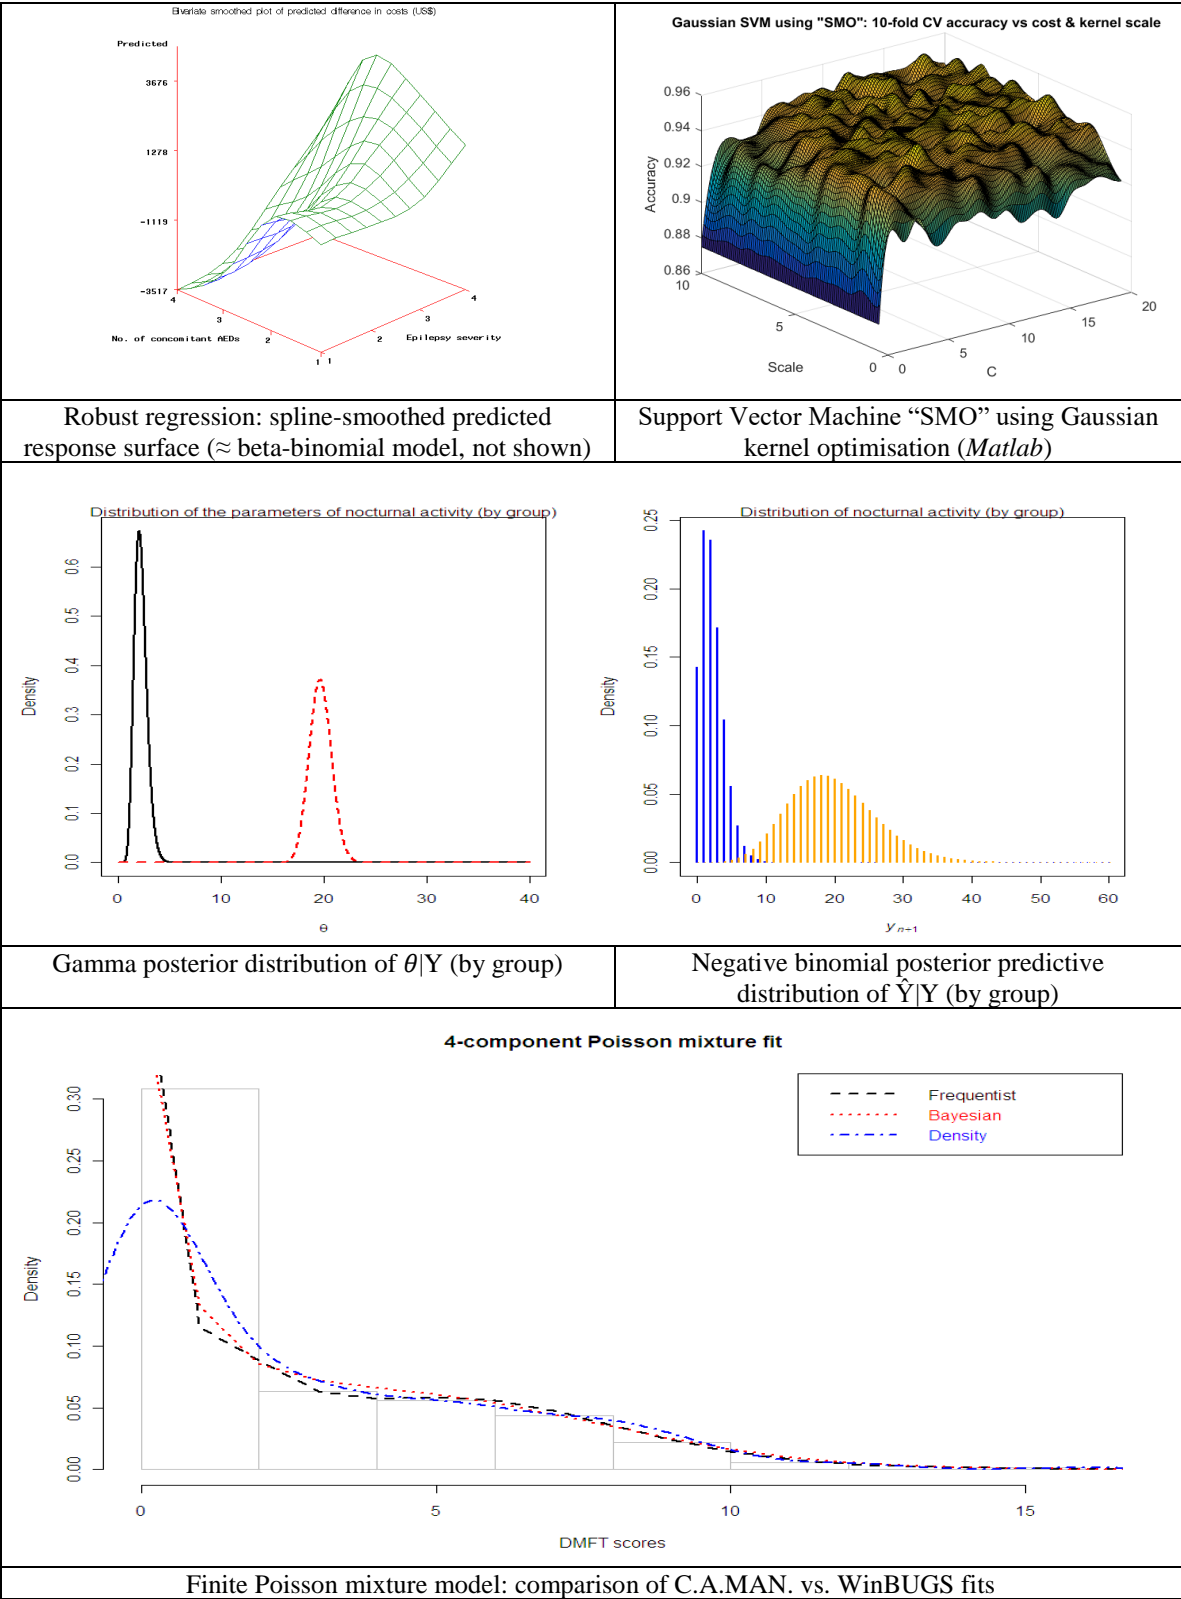 Bivariate smoothed plot of predicted difference in costs (US$)
Predicted
3676
1278
-1119
-3517
4
3
2
1
No. of concomitant AEDs
1
2
3
4
Epilepsy severity
Gaussian SVM using "SMO": 10-fold CV accuracy vs cost & kernel scale
0.96
0.94
0.92
0.9
0.88
0.86
Accuracy
10
5
0
Scale
0
5
10
15
20
C
Robust regression: spline-smoothed predicted
response surface (≈ beta-binomial model, not shown)
Support Vector Machine “SMO” using Gaussian
kernel optimisation (Matlab)
Distribution of the parameters of nocturnal activity (by group)
Density
0.0 0.1 0.2 0.3 0.4 0.5 0.6
0 10 20 30 40
θ
Distribution of nocturnal activity (by group)
Density
0.00 0.05 0.10 0.15 0.20 0.25
0 10 20 30 40 50 60
y n+1
Gamma posterior distribution of θ|Y (by group)
Negative binomial posterior predictive
distribution of Ŷ|Y (by group)
4-component Poisson mixture fit
Frequentist
Bayesian
Density
Density
0.00 0.05 0.10 0.15 0.20 0.25 0.30
0 5 10 15
DMFT scores
Finite Poisson mixture model: comparison of C.A.MAN. vs. WinBUGS fits